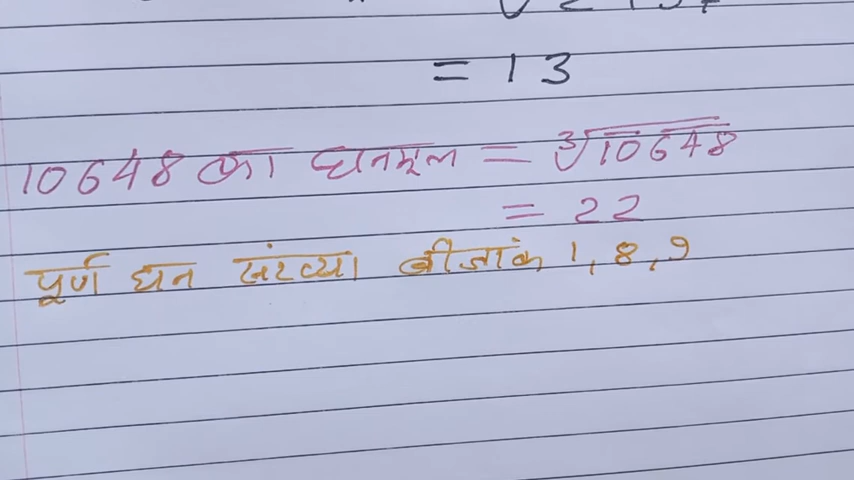 = 13
10648 का घनमूल = ∛10648
= 22
पूर्ण घन संख्या बीजांक 1, 8, 9